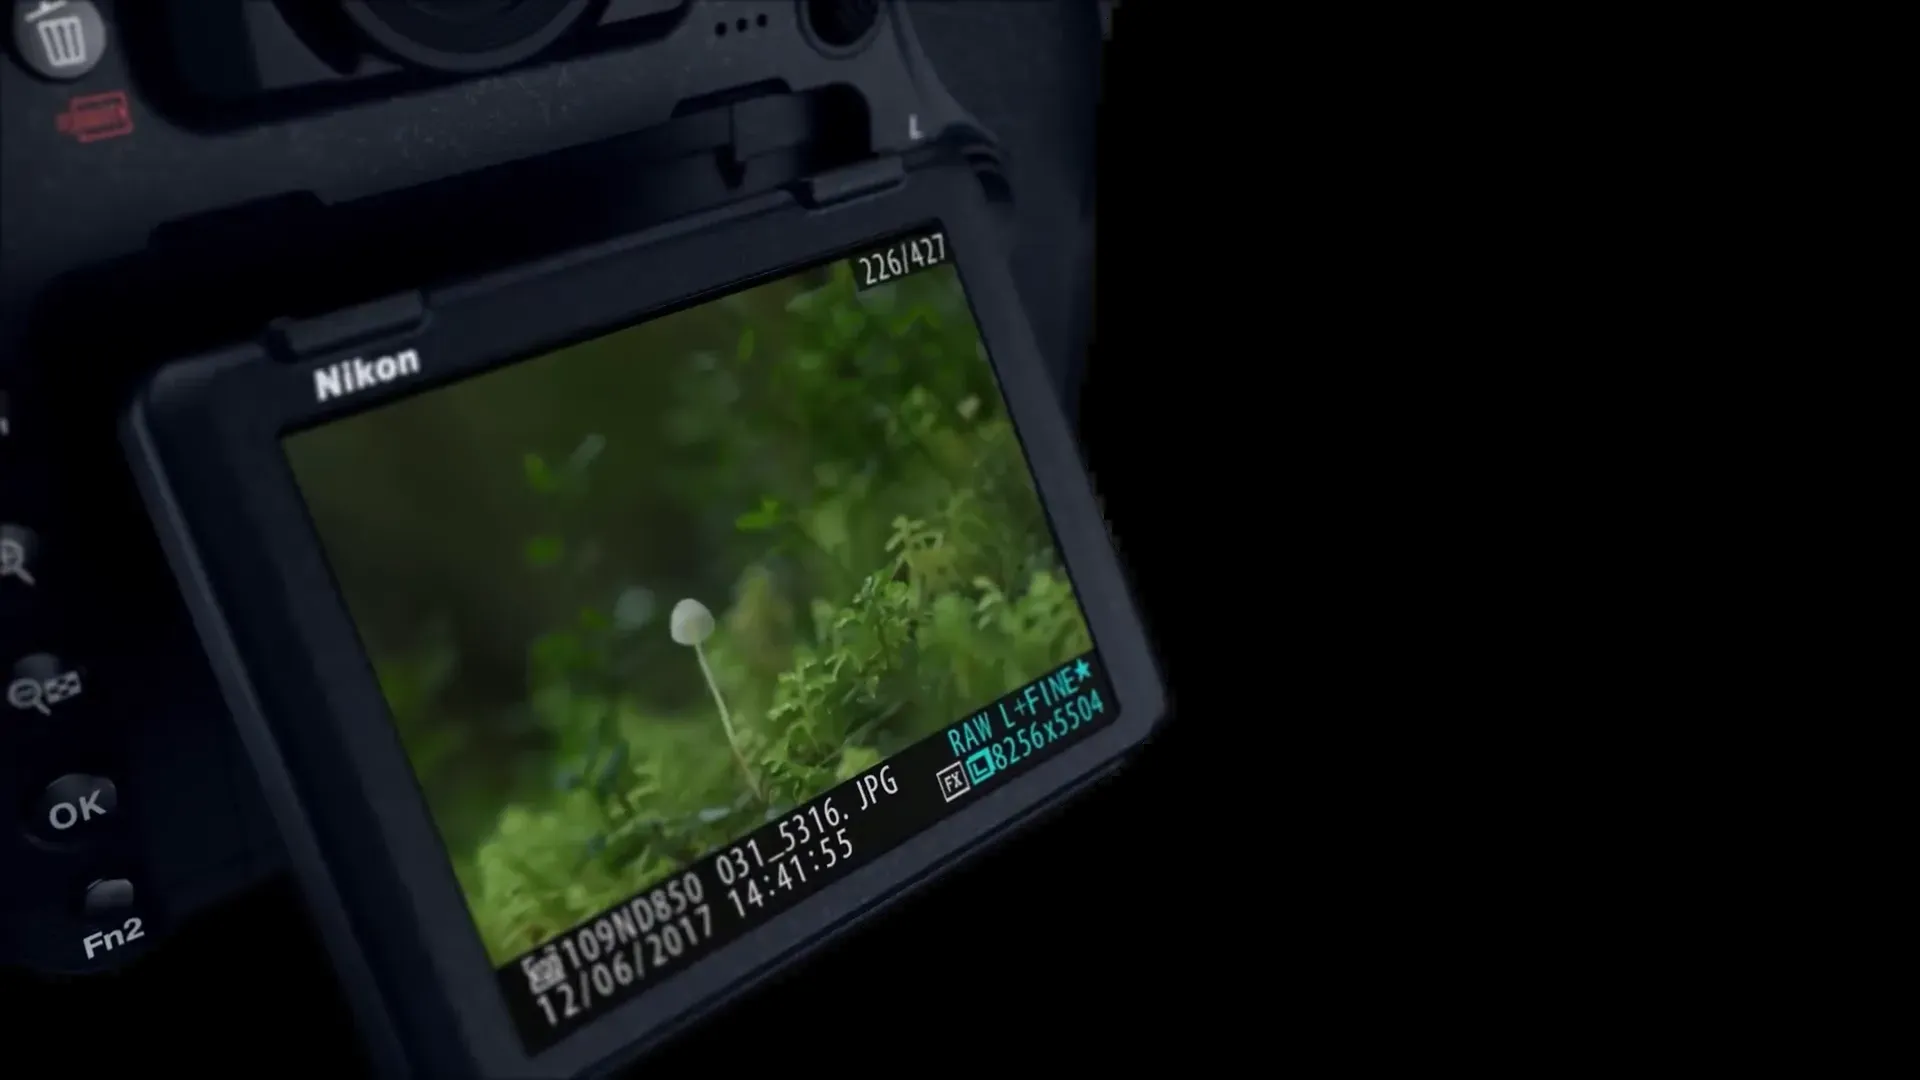 L
Nikon
226/427
RAW L+FINE★
FX L 8256x5504
109ND850 031_5316.JPG
12/06/2017 14:41:55
OK
Fn2